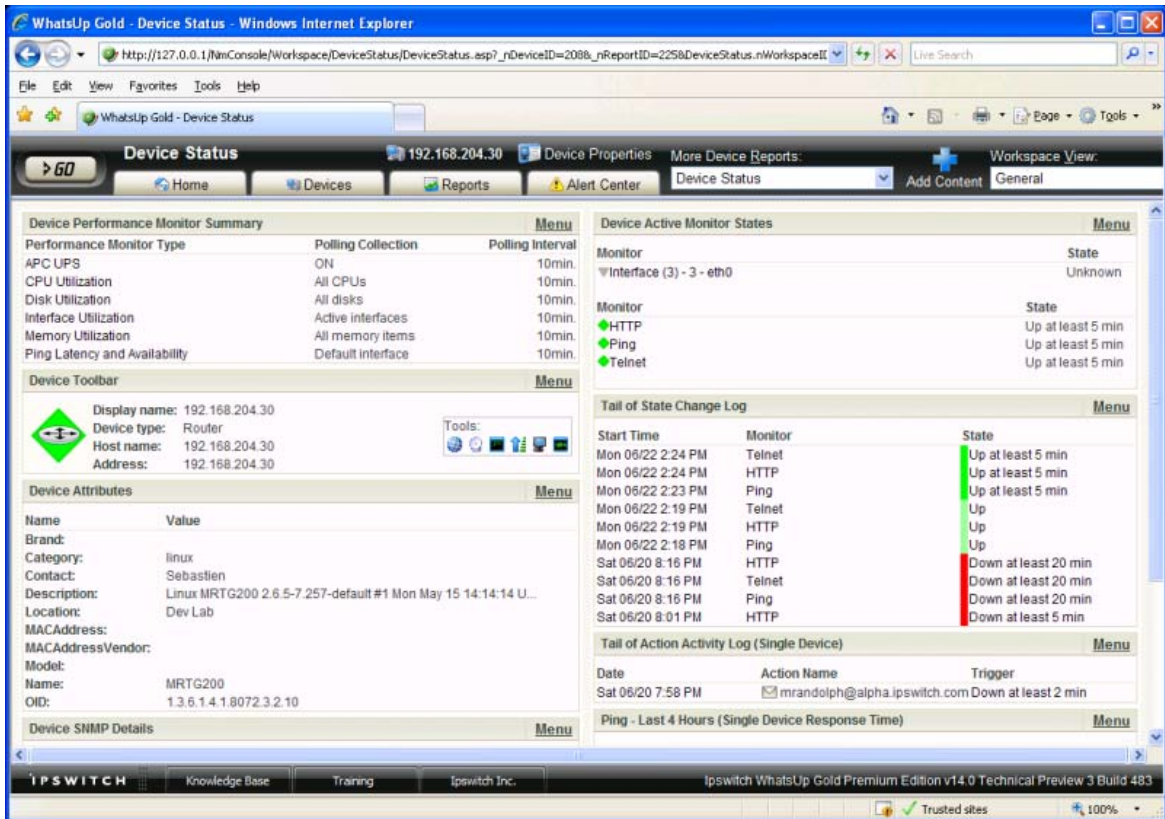 WhatsUp Gold - Device Status - Windows Internet Explorer
http://127.0.0.1/NmConsole/Workspace/DeviceStatus/DeviceStatus.asp?_nDeviceID=208&_nReportID=225&DeviceStatus.nWorkspaceID
Live Search
File Edit View Favorites Tools Help
WhatsUp Gold - Device Status
Page Tools
GO
Device Status 192.168.204.30 Device Properties More Device Reports: Workspace View:
Home Devices Reports Alert Center Device Status Add Content General
Device Performance Monitor Summary Menu
Performance Monitor Type Polling Collection Polling Interval
APC UPS ON 10min.
CPU Utilization All CPUs 10min.
Disk Utilization All disks 10min.
Interface Utilization Active interfaces 10min.
Memory Utilization All memory items 10min.
Ping Latency and Availability Default interface 10min.
Device Toolbar Menu
Display name: 192.168.204.30
Device type: Router
Host name: 192.168.204.30
Address: 192.168.204.30
Tools:
Device Attributes Menu
Name Value
Brand:
Category: linux
Contact: Sebastien
Description: Linux MRTG200 2.6.5-7.257-default #1 Mon May 15 14:14:14 U...
Location: Dev Lab
MACAddress:
MACAddressVendor:
Model:
Name: MRTG200
OID: 1.3.6.1.4.1.8072.3.2.10
Device SNMP Details Menu
Device Active Monitor States Menu
Monitor State
Interface (3) - 3 - eth0 Unknown
Monitor State
HTTP Up at least 5 min
Ping Up at least 5 min
Telnet Up at least 5 min
Tail of State Change Log Menu
Start Time Monitor State
Mon 06/22 2:24 PM Telnet Up at least 5 min
Mon 06/22 2:24 PM HTTP Up at least 5 min
Mon 06/22 2:23 PM Ping Up at least 5 min
Mon 06/22 2:19 PM Telnet Up
Mon 06/22 2:19 PM HTTP Up
Mon 06/22 2:18 PM Ping Up
Sat 06/20 8:16 PM HTTP Down at least 20 min
Sat 06/20 8:16 PM Telnet Down at least 20 min
Sat 06/20 8:16 PM Ping Down at least 20 min
Sat 06/20 8:01 PM HTTP Down at least 5 min
Tail of Action Activity Log (Single Device) Menu
Date Action Name Trigger
Sat 06/20 7:58 PM mrandolph@alpha.ipswitch.com Down at least 2 min
Ping - Last 4 Hours (Single Device Response Time) Menu
IPSWITCH Knowledge Base Training Ipswitch Inc. Ipswitch WhatsUp Gold Premium Edition v14.0 Technical Preview 3 Build 483
Trusted sites 100%